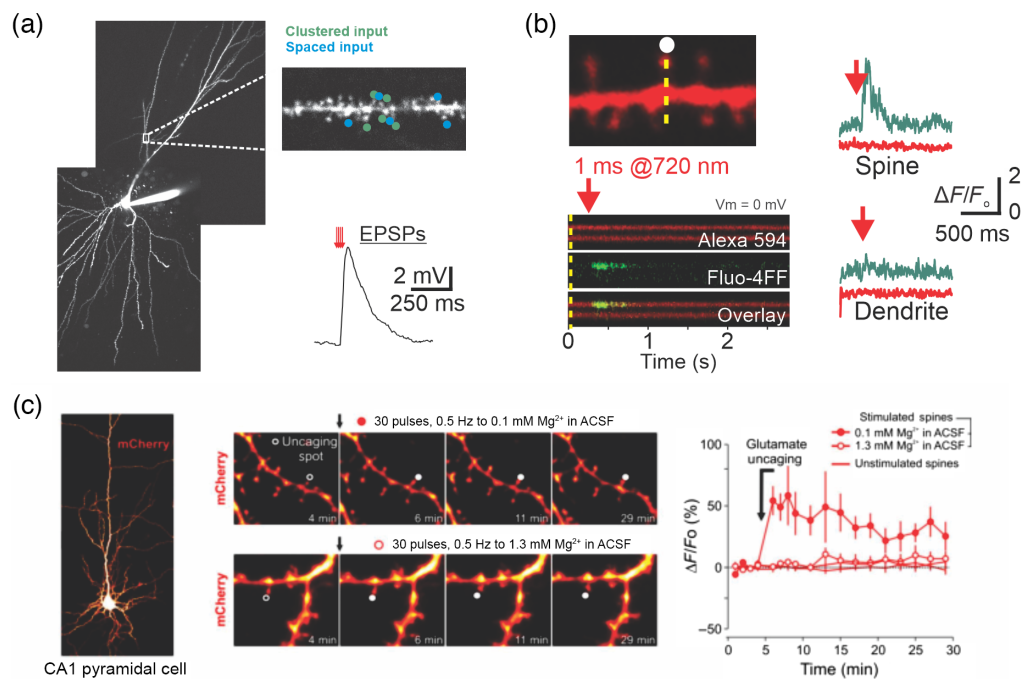 (a)
Clustered input
Spaced input
EPSPs
2 mV
250 ms
(b)
1 ms @720 nm
Vm = 0 mV
Alexa 594
Fluo-4FF
Overlay
0 1 2
Time (s)
Spine
ΔF/Fo
2
0
500 ms
Dendrite
(c)
mCherry
CA1 pyramidal cell
30 pulses, 0.5 Hz to 0.1 mM Mg²⁺ in ACSF
mCherry
Uncaging
spot
4 min 6 min 11 min 29 min
30 pulses, 0.5 Hz to 1.3 mM Mg²⁺ in ACSF
mCherry
4 min 6 min 11 min 29 min
Stimulated spines
0.1 mM Mg²⁺ in ACSF
1.3 mM Mg²⁺ in ACSF
Unstimulated spines
Glutamate
uncaging
ΔF/Fo (%)
100
50
0
−50
0 5 10 15 20 25 30
Time (min)